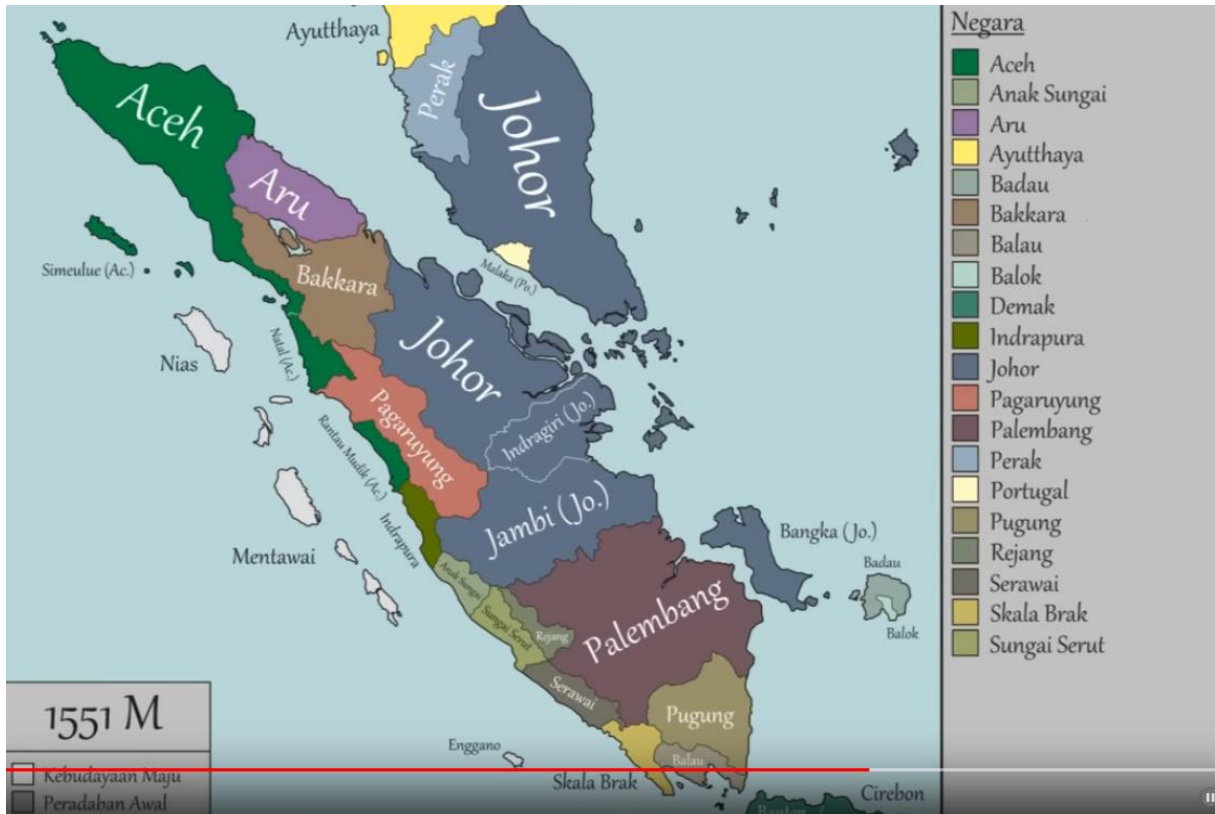 Ayutthaya
Perak
Johor
Aceh
Aru
Simeulue (Ac.)
Bakkara
Malaka (Po.)
Nias
Natal (Ac.)
Johor
Pagaruyung
Indragiri (Jo.)
Rantau Mudik (Ac.)
Indrapura
Jambi (Jo.)
Mentawai
Bangka (Jo.)
Badau
Balok
Anak Sungai
Sungai Serut
Rejang
Palembang
Serawai
Pugung
Balau
Enggano
Skala Brak
Cirebon
Banten
Negara
Aceh
Anak Sungai
Aru
Ayutthaya
Badau
Bakkara
Balau
Balok
Demak
Indrapura
Johor
Pagaruyung
Palembang
Perak
Portugal
Pugung
Rejang
Serawai
Skala Brak
Sungai Serut
1551 M
Kebudayaan Maju
Peradaban Awal